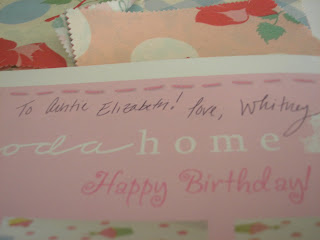 To Auntie Elizabeth! Love, Whitney
oda home
Happy Birthday!